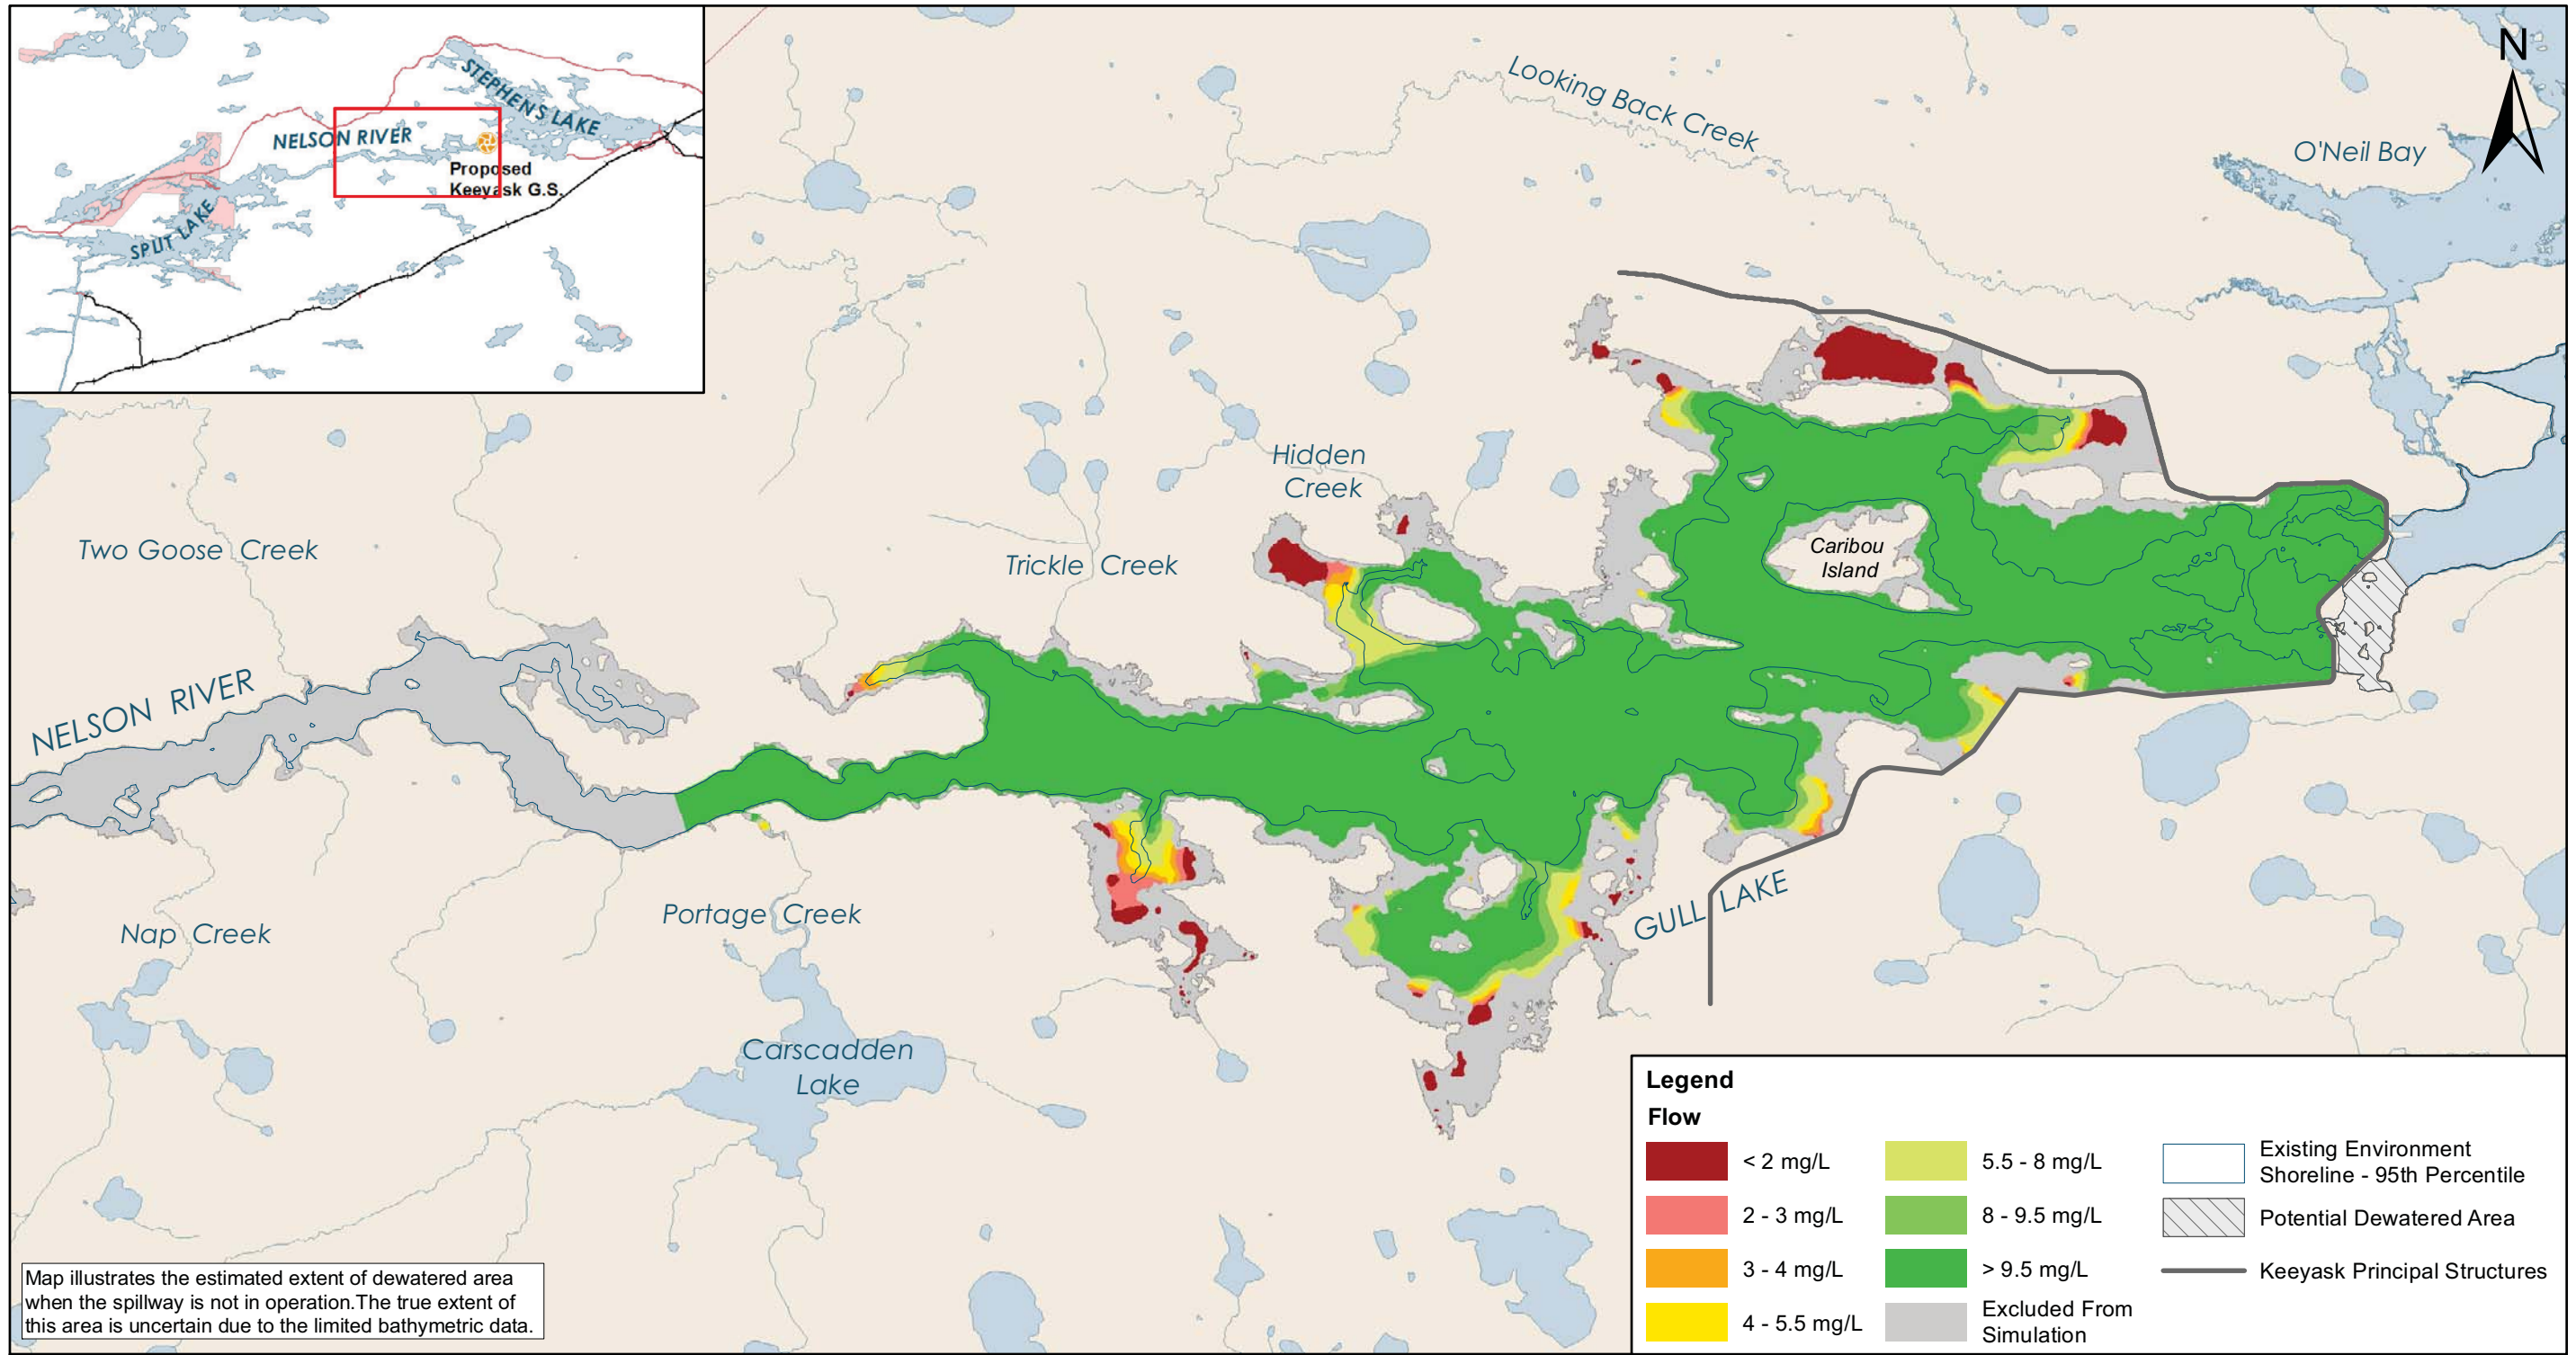 STEPHENS LAKE
NELSON RIVER
Proposed
Keeyask G.S.
SPLIT LAKE
N
Looking Back Creek
O'Neil Bay
Hidden
Creek
Two Goose Creek
Trickle Creek
Caribou
Island
NELSON RIVER
Nap Creek
Portage Creek
GULL LAKE
Carscadden
Lake
Map illustrates the estimated extent of dewatered area
when the spillway is not in operation.The true extent of
this area is uncertain due to the limited bathymetric data.
Legend
Flow
< 2 mg/L
2 - 3 mg/L
3 - 4 mg/L
4 - 5.5 mg/L
5.5 - 8 mg/L
8 - 9.5 mg/L
> 9.5 mg/L
Excluded From
Simulation
Existing Environment
Shoreline - 95th Percentile
Potential Dewatered Area
Keeyask Principal Structures